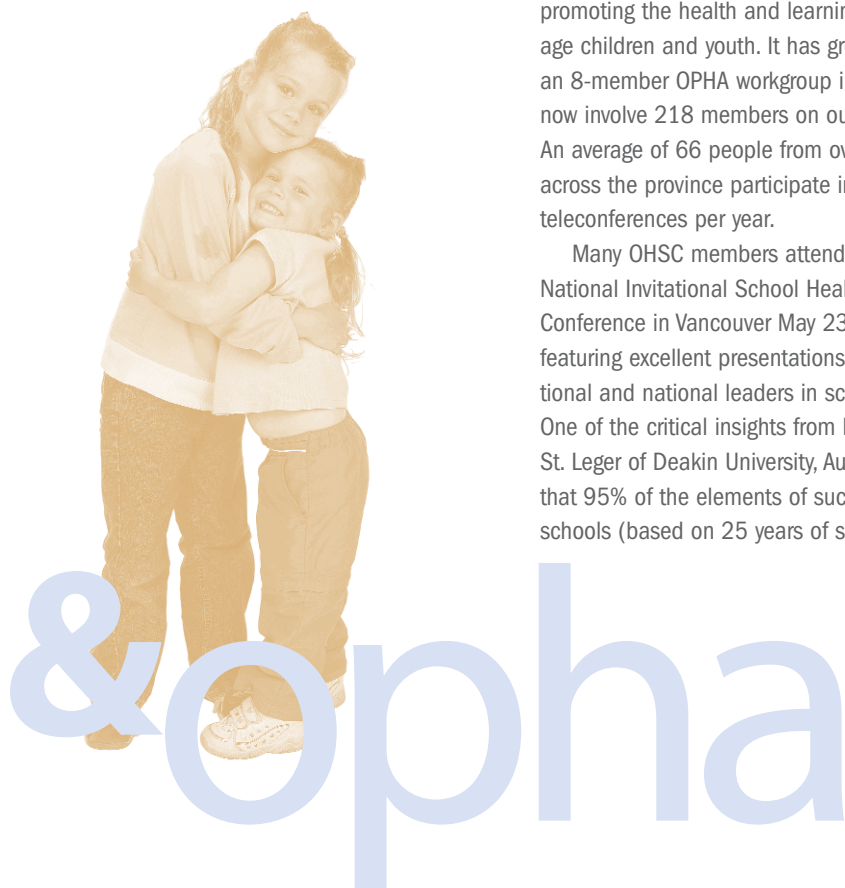 promoting the health and learnin
age children and youth. It has gr
an 8-member OPHA workgroup i
now involve 218 members on ou
An average of 66 people from ov
across the province participate i
teleconferences per year.
Many OHSC members attend
National Invitational School Heal
Conference in Vancouver May 23
featuring excellent presentations
tional and national leaders in sc
One of the critical insights from
St. Leger of Deakin University, Au
that 95% of the elements of suc
schools (based on 25 years of s
&opha